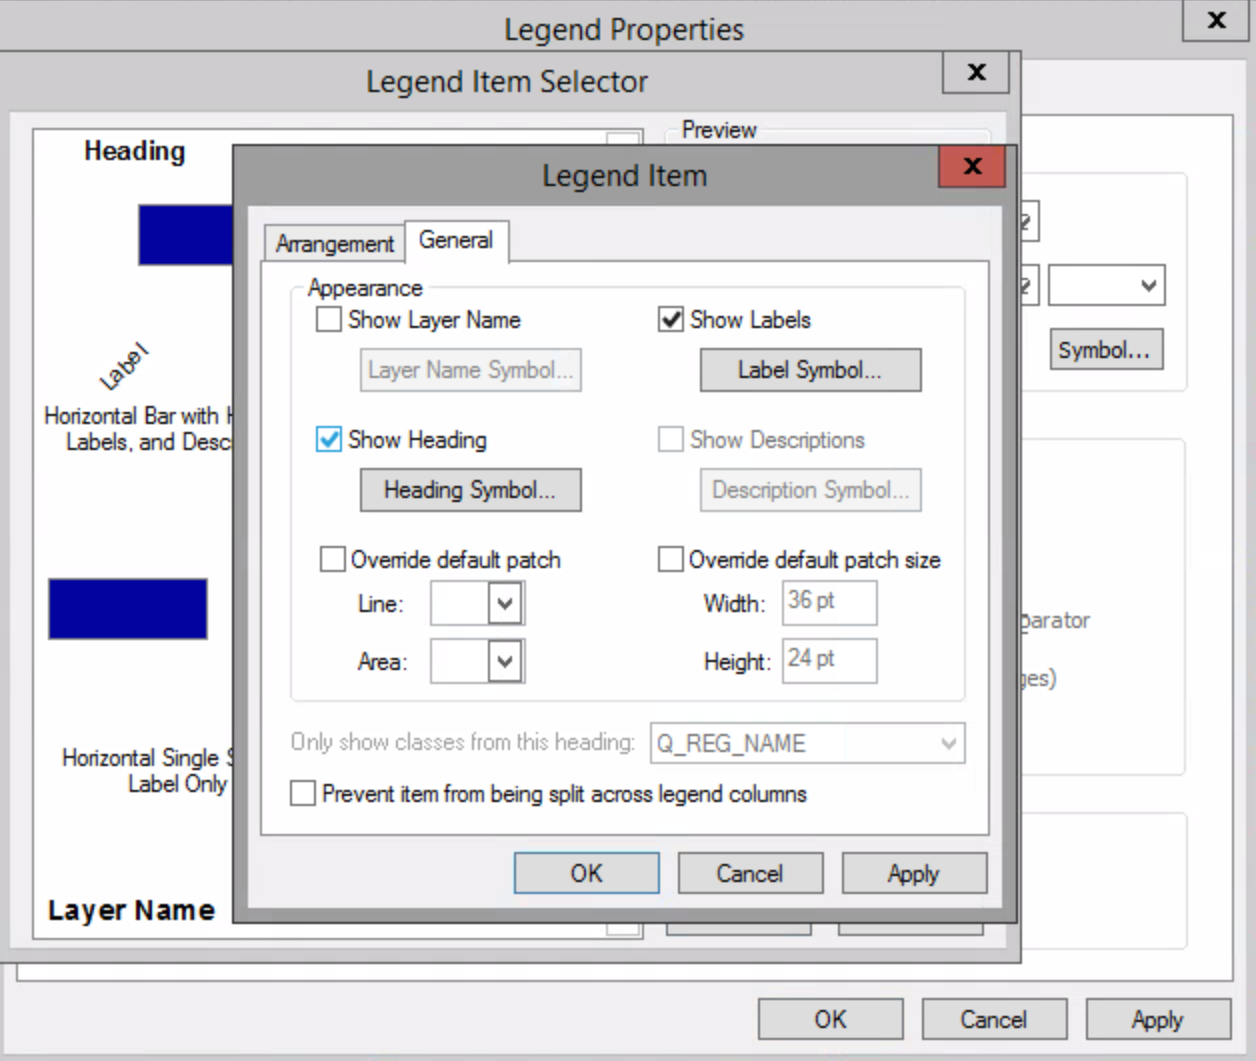 Legend Properties
x
Legend Item Selector
x
Preview
Heading
Legend Item
x
Arrangement
General
Appearance
Show Layer Name
Show Labels
Layer Name Symbol...
Label Symbol...
Symbol...
Label
Horizontal Bar with
Labels, and Desc
Show Heading
Show Descriptions
Heading Symbol...
Description Symbol...
Override default patch
Override default patch size
Line:
Width:
36 pt
Area:
Height:
24 pt
parator
ges)
Only show classes from this heading:
Q_REG_NAME
Horizontal Single
Label Only
Prevent item from being split across legend columns
OK
Cancel
Apply
Layer Name
OK
Cancel
Apply